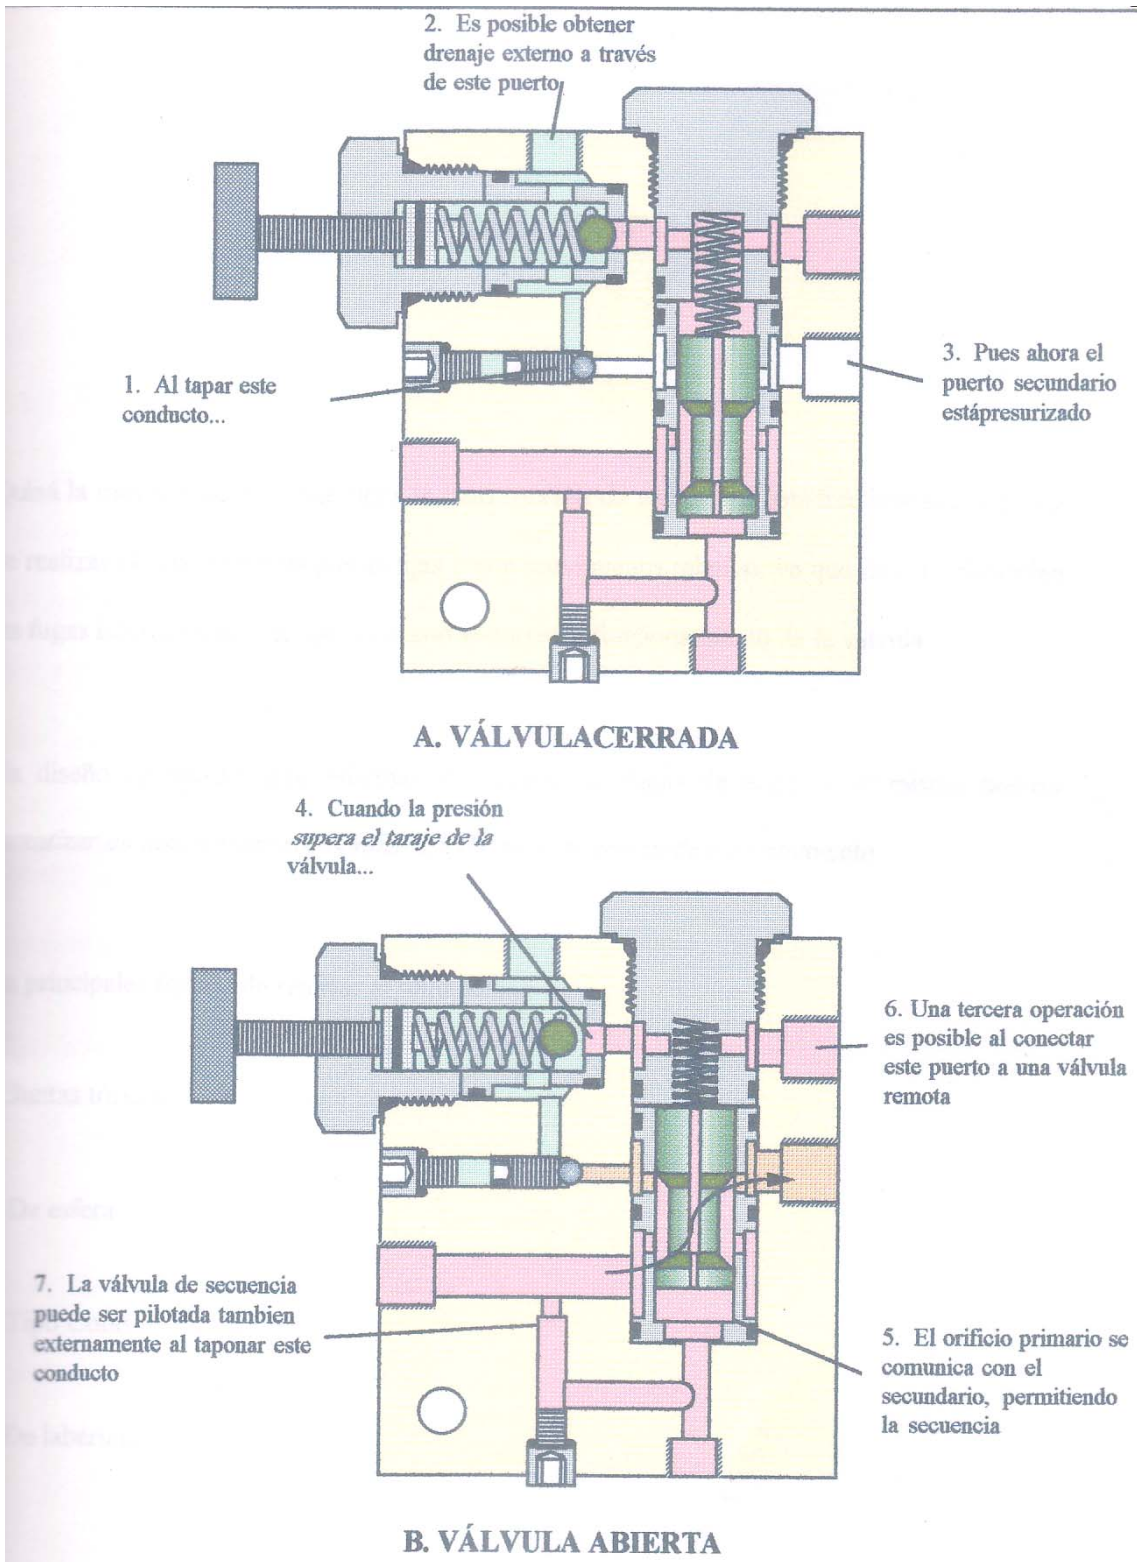 2. Es posible obtener
drenaje externo a través
de este puerto
1. Al tapar este
conducto...
3. Pues ahora el
puerto secundario
estápresurizado
A. VÁLVULACERRADA
4. Cuando la presión
supera el taraje de la
válvula...
6. Una tercera operación
es posible al conectar
este puerto a una válvula
remota
7. La válvula de secuencia
puede ser pilotada tambien
externamente al taponar este
conducto
5. El orificio primario se
comunica con el
secundario, permitiendo
la secuencia
B. VÁLVULA ABIERTA